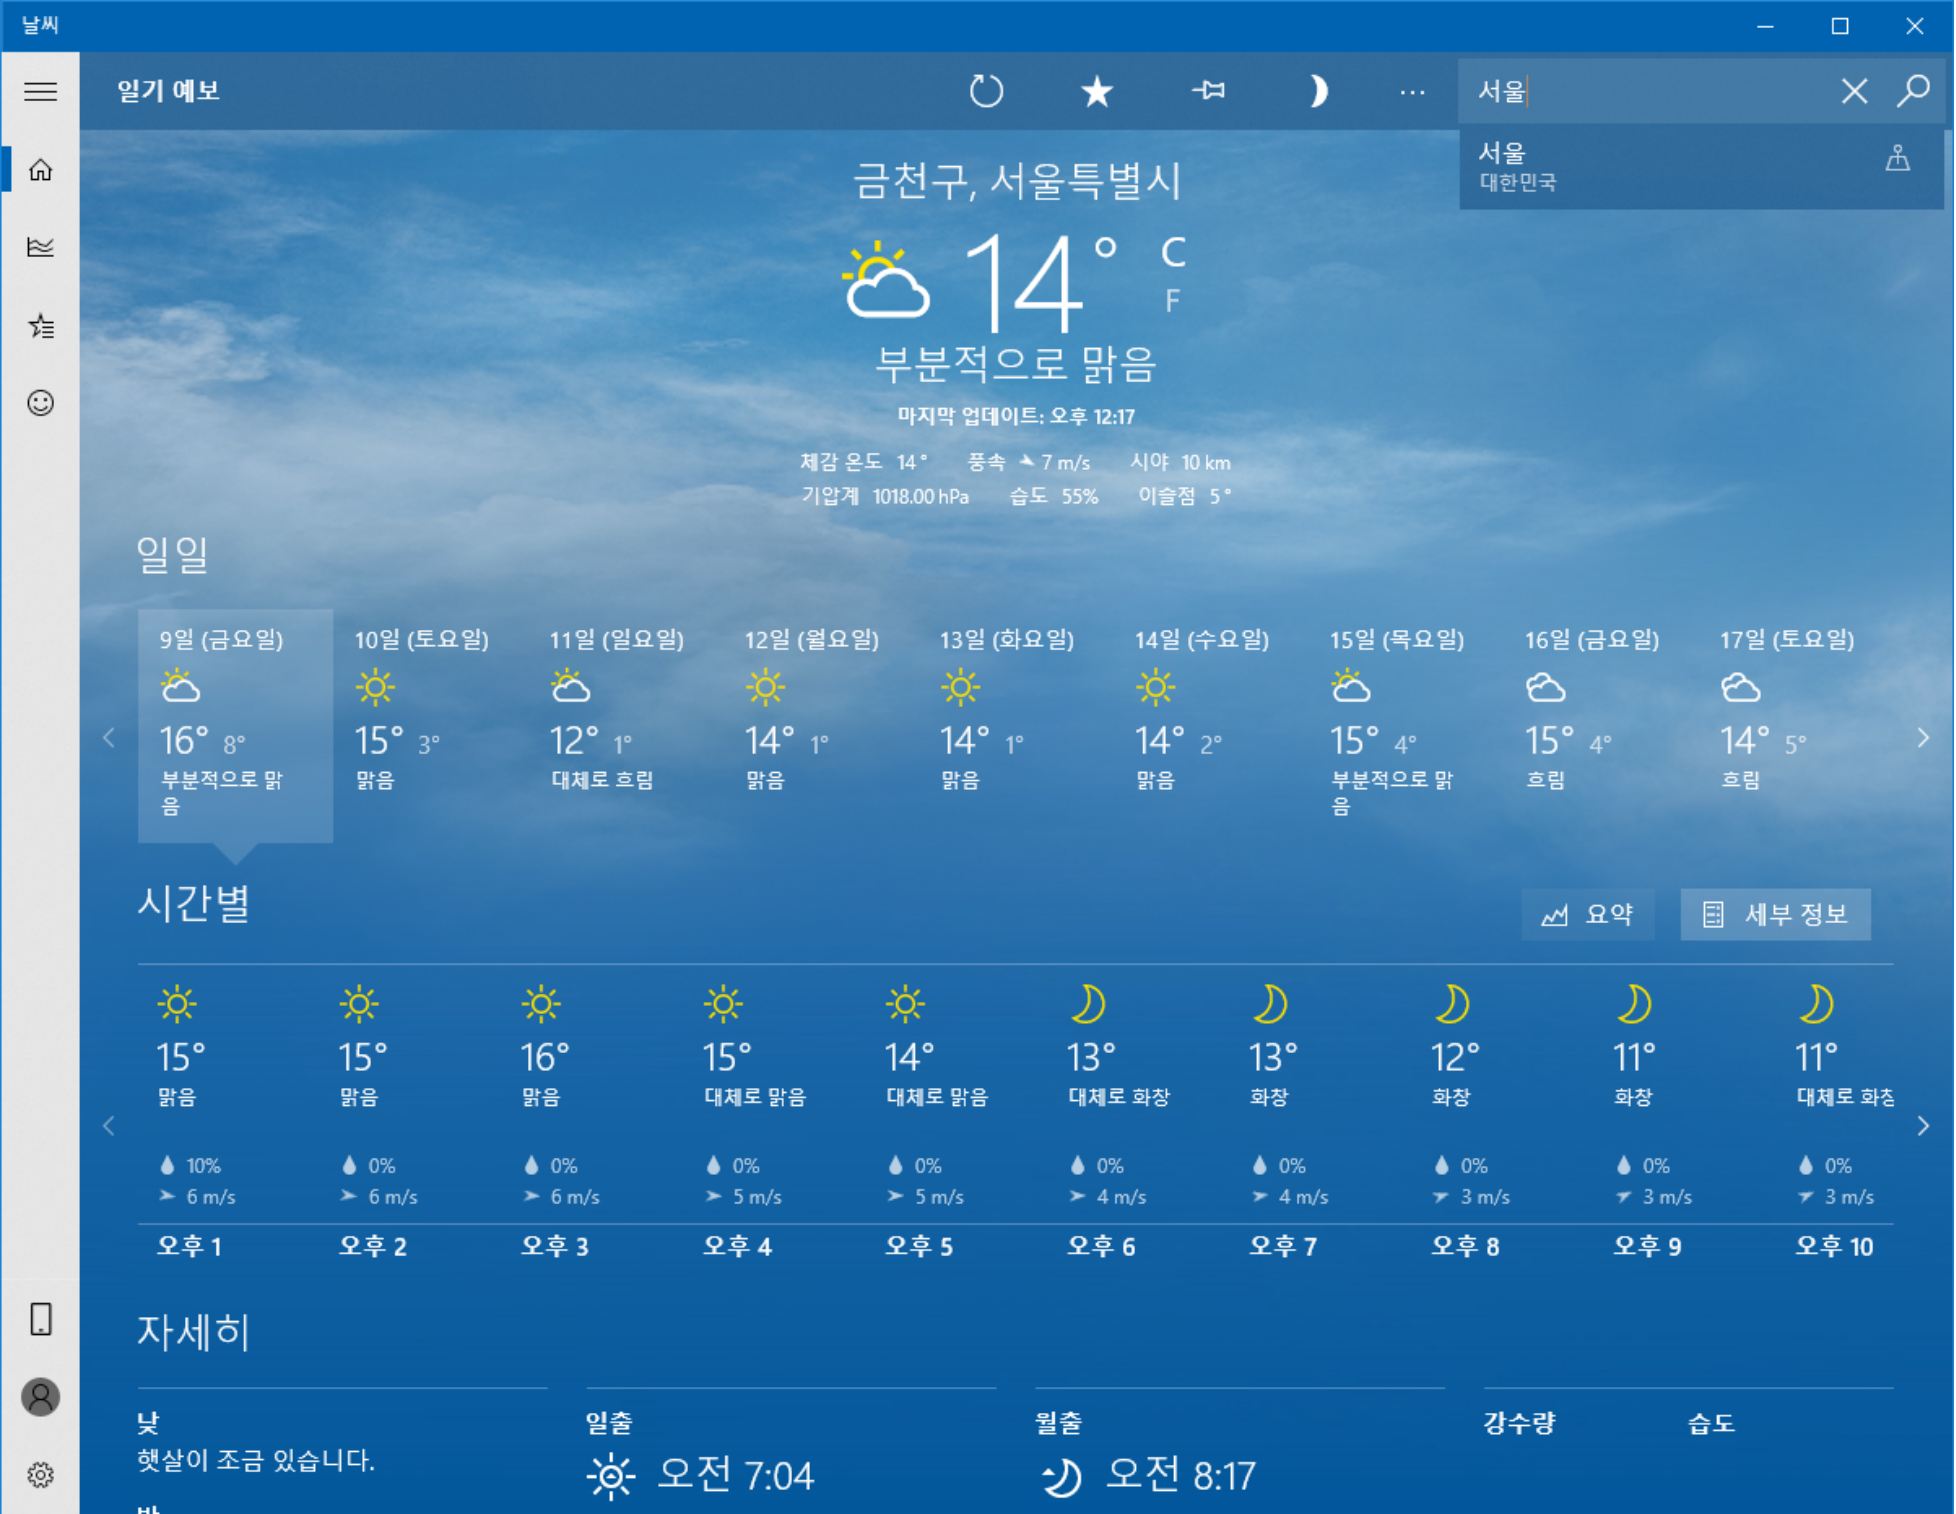 날씨
일기 예보
···
서울
서울
대한민국
금천구, 서울특별시
14°
C
F
부분적으로 맑음
마지막 업데이트: 오후 12:17
체감 온도 14° 풍속 7 m/s 시야 10 km
기압계 1018.00 hPa 습도 55% 이슬점 5°
일일
9일 (금요일) 10일 (토요일) 11일 (일요일) 12일 (월요일) 13일 (화요일) 14일 (수요일) 15일 (목요일) 16일 (금요일) 17일 (토요일)
16° 8° 15° 3° 12° 1° 14° 1° 14° 1° 14° 2° 15° 4° 15° 4° 14° 5°
부분적으로 맑 맑음 대체로 흐림 맑음 맑음 맑음 부분적으로 맑 흐림 흐림
음 음
시간별
요약 세부 정보
15° 15° 16° 15° 14° 13° 13° 12° 11° 11°
맑음 맑음 맑음 대체로 맑음 대체로 맑음 대체로 화창 화창 화창 화창 대체로 화창
10% 0% 0% 0% 0% 0% 0% 0% 0% 0%
6 m/s 6 m/s 6 m/s 5 m/s 5 m/s 4 m/s 4 m/s 3 m/s 3 m/s 3 m/s
오후 1 오후 2 오후 3 오후 4 오후 5 오후 6 오후 7 오후 8 오후 9 오후 10
자세히
낮 일출 월출 강수량 습도
햇살이 조금 있습니다. 오전 7:04 오전 8:17